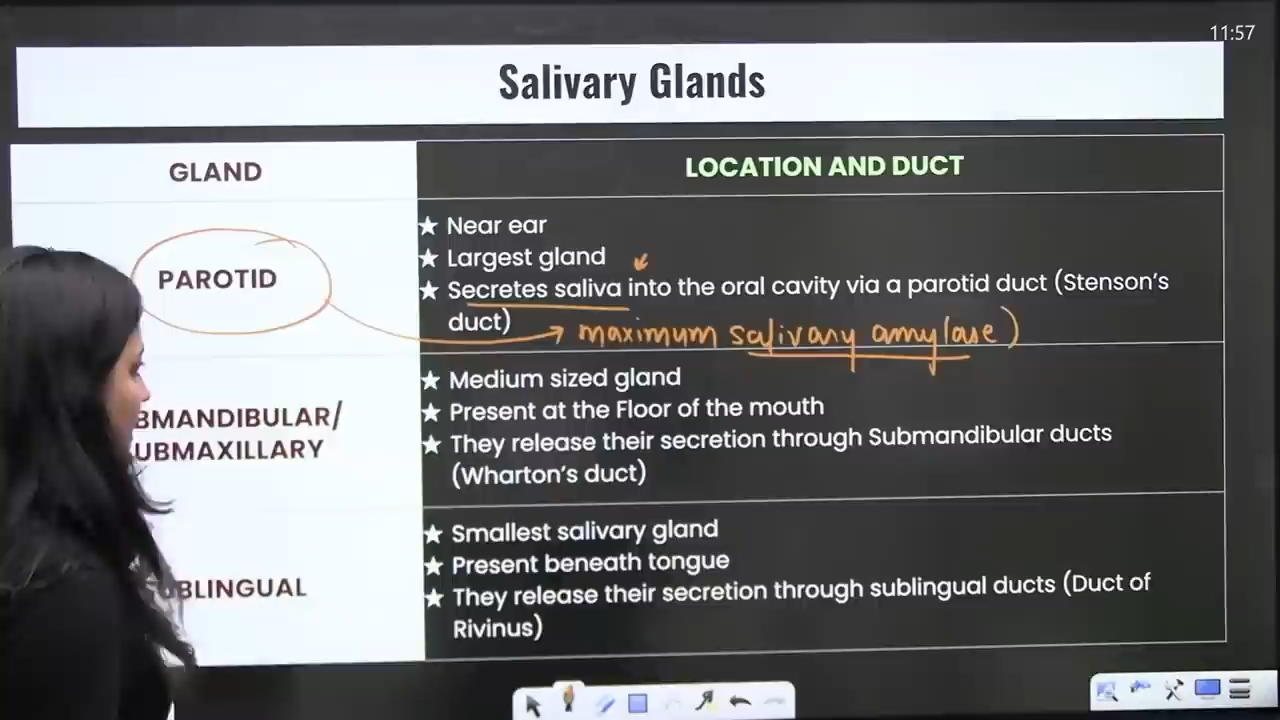 11:57
Salivary Glands
GLAND
LOCATION AND DUCT
PAROTID
★ Near ear
★ Largest gland
★ Secretes saliva into the oral cavity via a parotid duct (Stenson's
duct)
maximum salivary amylase)
BMANDIBULAR/
UBMAXILLARY
★ Medium sized gland
★ Present at the Floor of the mouth
★ They release their secretion through Submandibular ducts
(Wharton's duct)
BLINGUAL
★ Smallest salivary gland
★ Present beneath tongue
★ They release their secretion through sublingual ducts (Duct of
Rivinus)